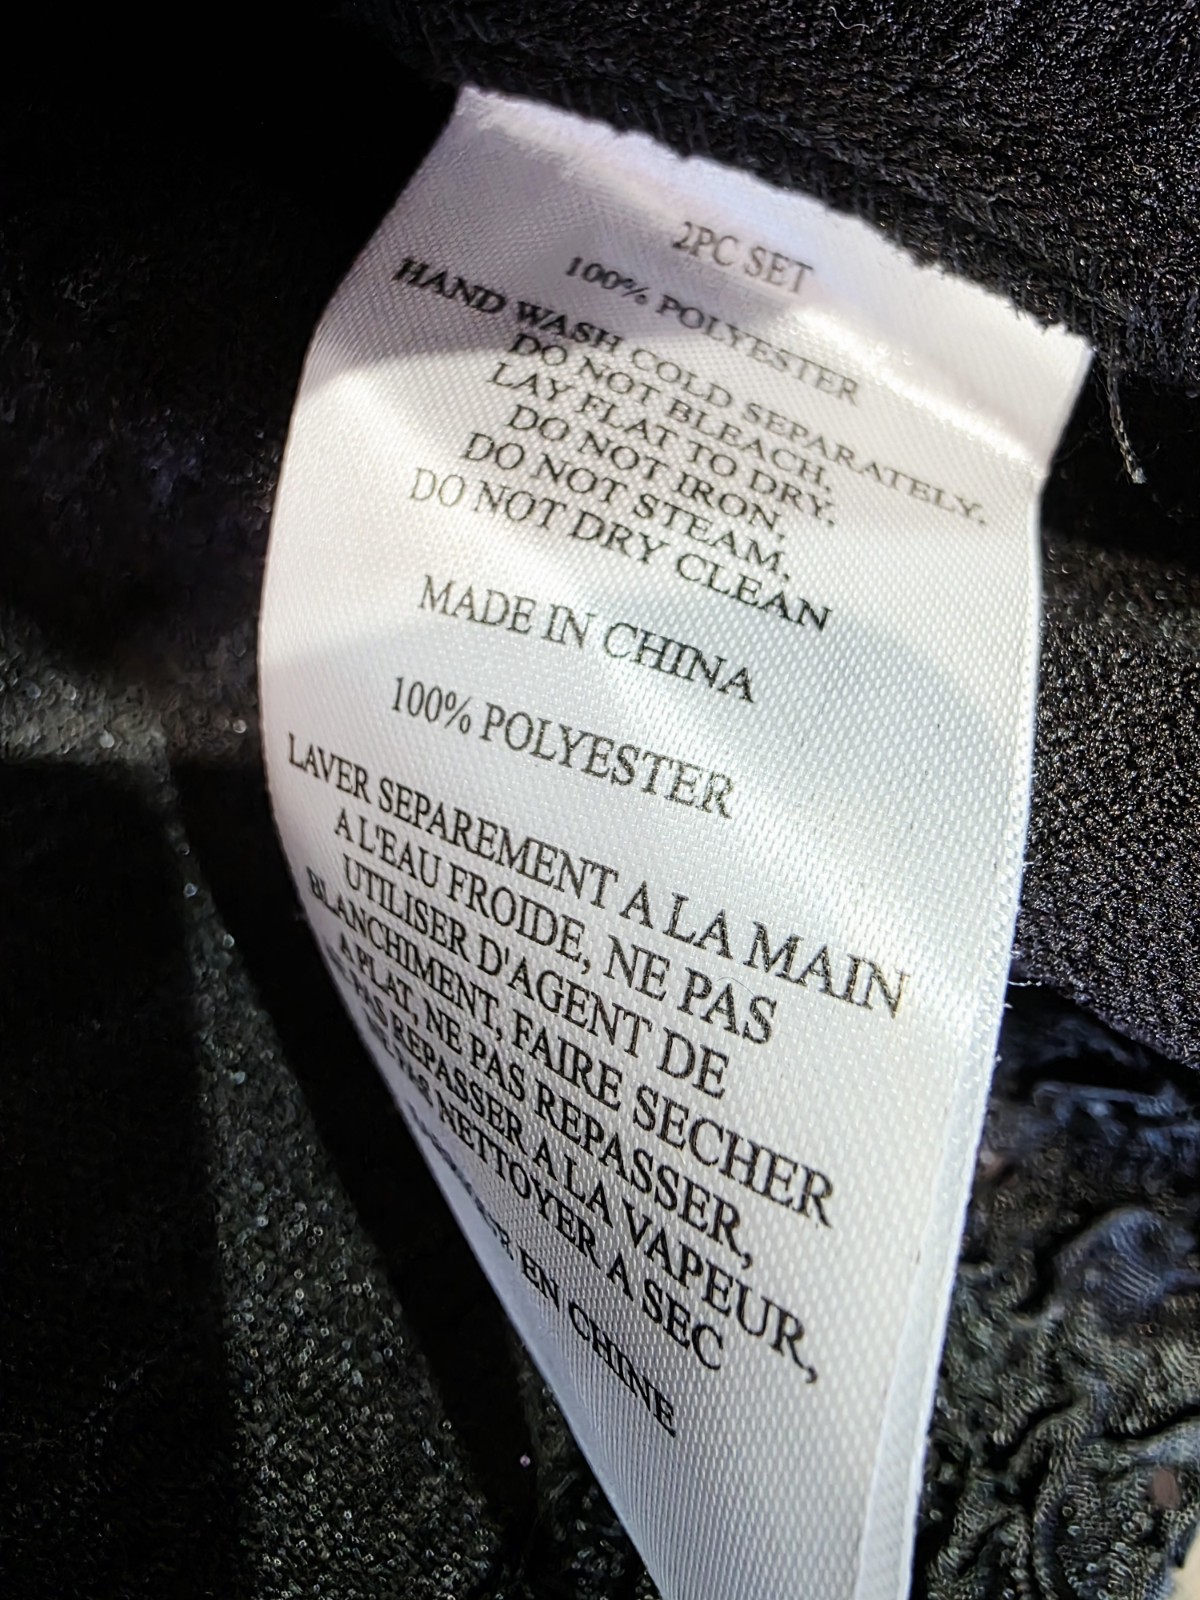 2PC SET
100% POLYESTER
HAND WASH COLD SEPARATELY.
DO NOT BLEACH,
LAY FLAT TO DRY,
DO NOT IRON,
DO NOT STEAM,
DO NOT DRY CLEAN
MADE IN CHINA
100% POLYESTER
LAVER SEPAREMENT A LA MAIN
A L'EAU FROIDE, NE PAS
UTILISER D'AGENT DE
BLANCHIMENT, FAIRE SECHER
A PLAT, NE PAS REPASSER,
PAS REPASSER A LA VAPEUR,
PAS NETTOYER A SEC
EN CHINE